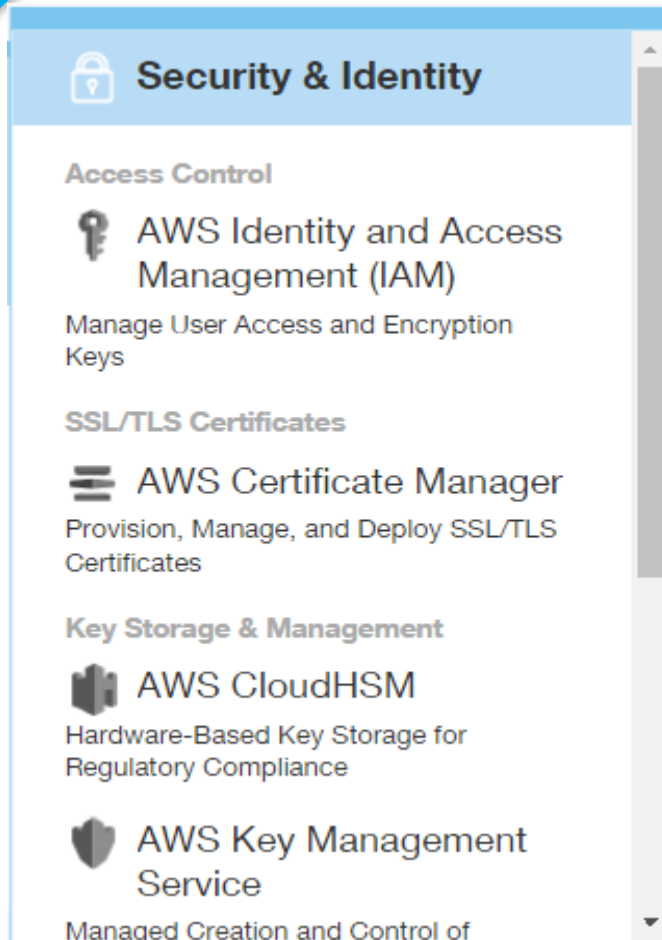 Security & Identity
Access Control
AWS Identity and Access
Management (IAM)
Manage User Access and Encryption
Keys
SSL/TLS Certificates
AWS Certificate Manager
Provision, Manage, and Deploy SSL/TLS
Certificates
Key Storage & Management
AWS CloudHSM
Hardware-Based Key Storage for
Regulatory Compliance
AWS Key Management
Service
Managed Creation and Control of